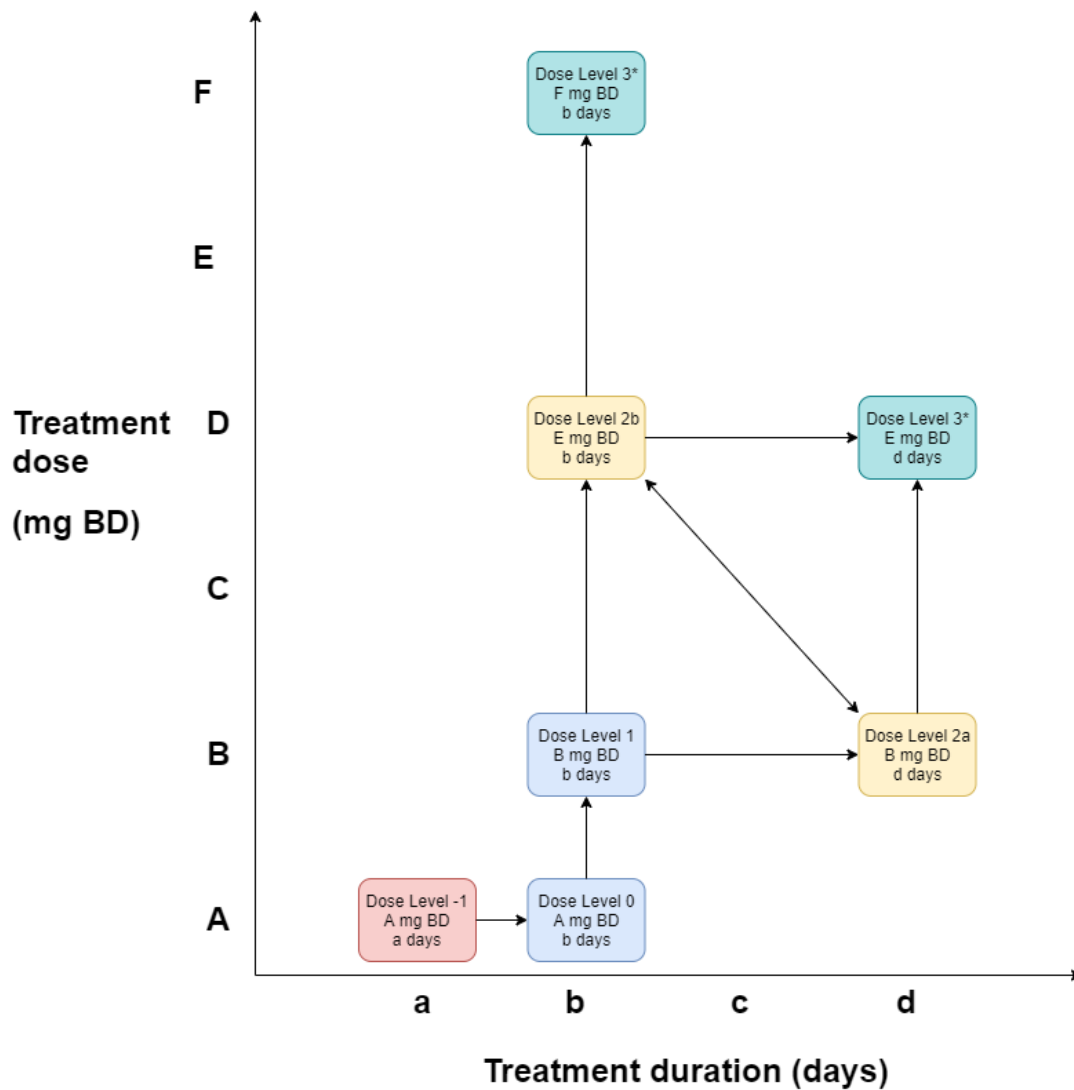 F
Dose Level 3*
F mg BD
b days
E
Treatment
dose
(mg BD)
D
Dose Level 2b
E mg BD
b days
Dose Level 3*
E mg BD
d days
C
B
Dose Level 1
B mg BD
b days
Dose Level 2a
B mg BD
d days
A
Dose Level -1
A mg BD
a days
Dose Level 0
A mg BD
b days
a
b
c
d
Treatment duration (days)